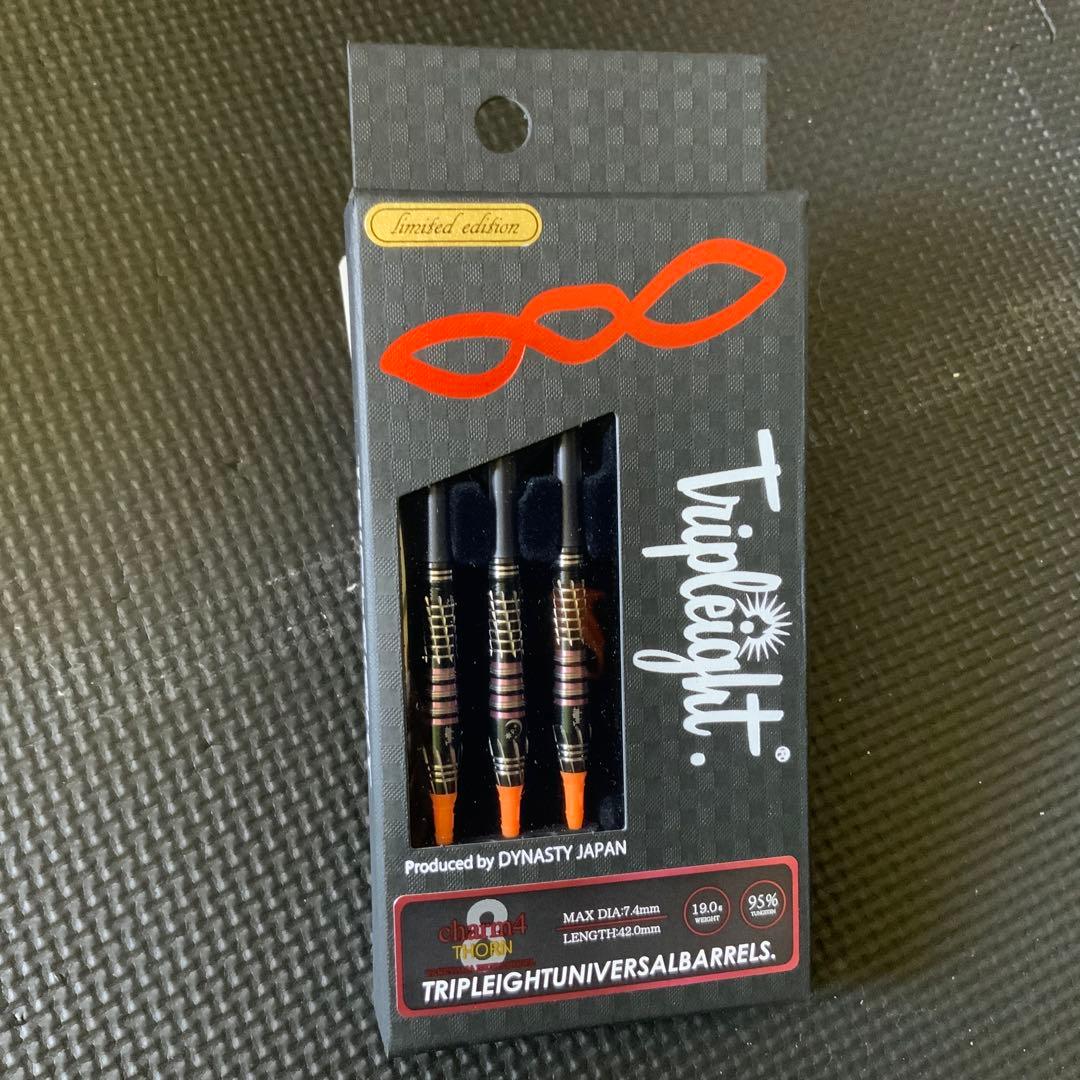 limited edition
Tripleight.®
Produced by DYNASTY JAPAN
charm4
THORN
MAX DIA:7.4mm
LENGTH:42.0mm
19.0g
WEIGHT
95%
TUNGSTEN
TRIPLEIGHTUNIVERSALBARRELS.